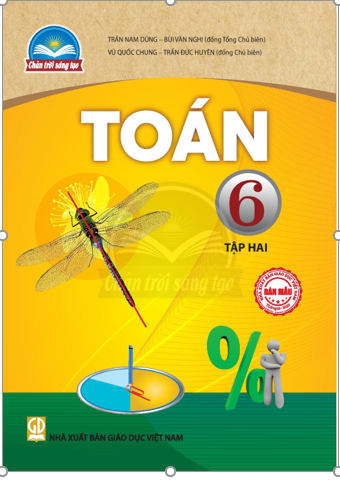 TRẦN NAM DŨNG – BÙI VĂN NGHỊ (đồng Tổng Chủ biên)
VŨ QUỐC CHUNG – TRẦN ĐỨC HUYÊN (đồng Chủ biên)
Chân trời sáng tạo
TOÁN
6
TẬP HAI
Chân trời sáng tạo
BẢN MẪU
%
GD
NHÀ XUẤT BẢN GIÁO DỤC VIỆT NAM